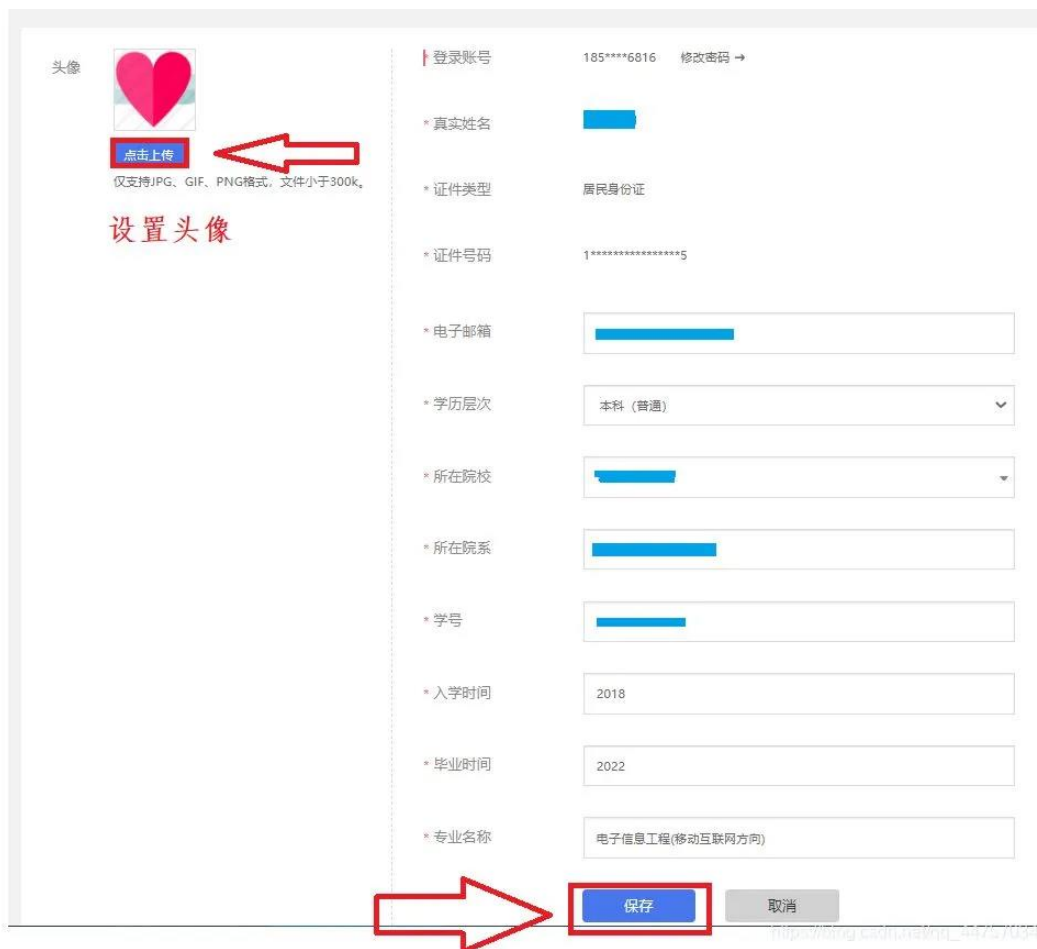 头像
点击上传
仅支持JPG、GIF、PNG格式，文件小于300k。
设置头像
* 登录账号 185****6816 修改密码 →
* 真实姓名
* 证件类型 居民身份证
* 证件号码 1****************5
* 电子邮箱
* 学历层次 本科（普通）
* 所在院校
* 所在院系
* 学号
* 入学时间 2018
* 毕业时间 2022
* 专业名称 电子信息工程(移动互联网方向)
保存 取消
https://blog.csdn.net/qq_44757034